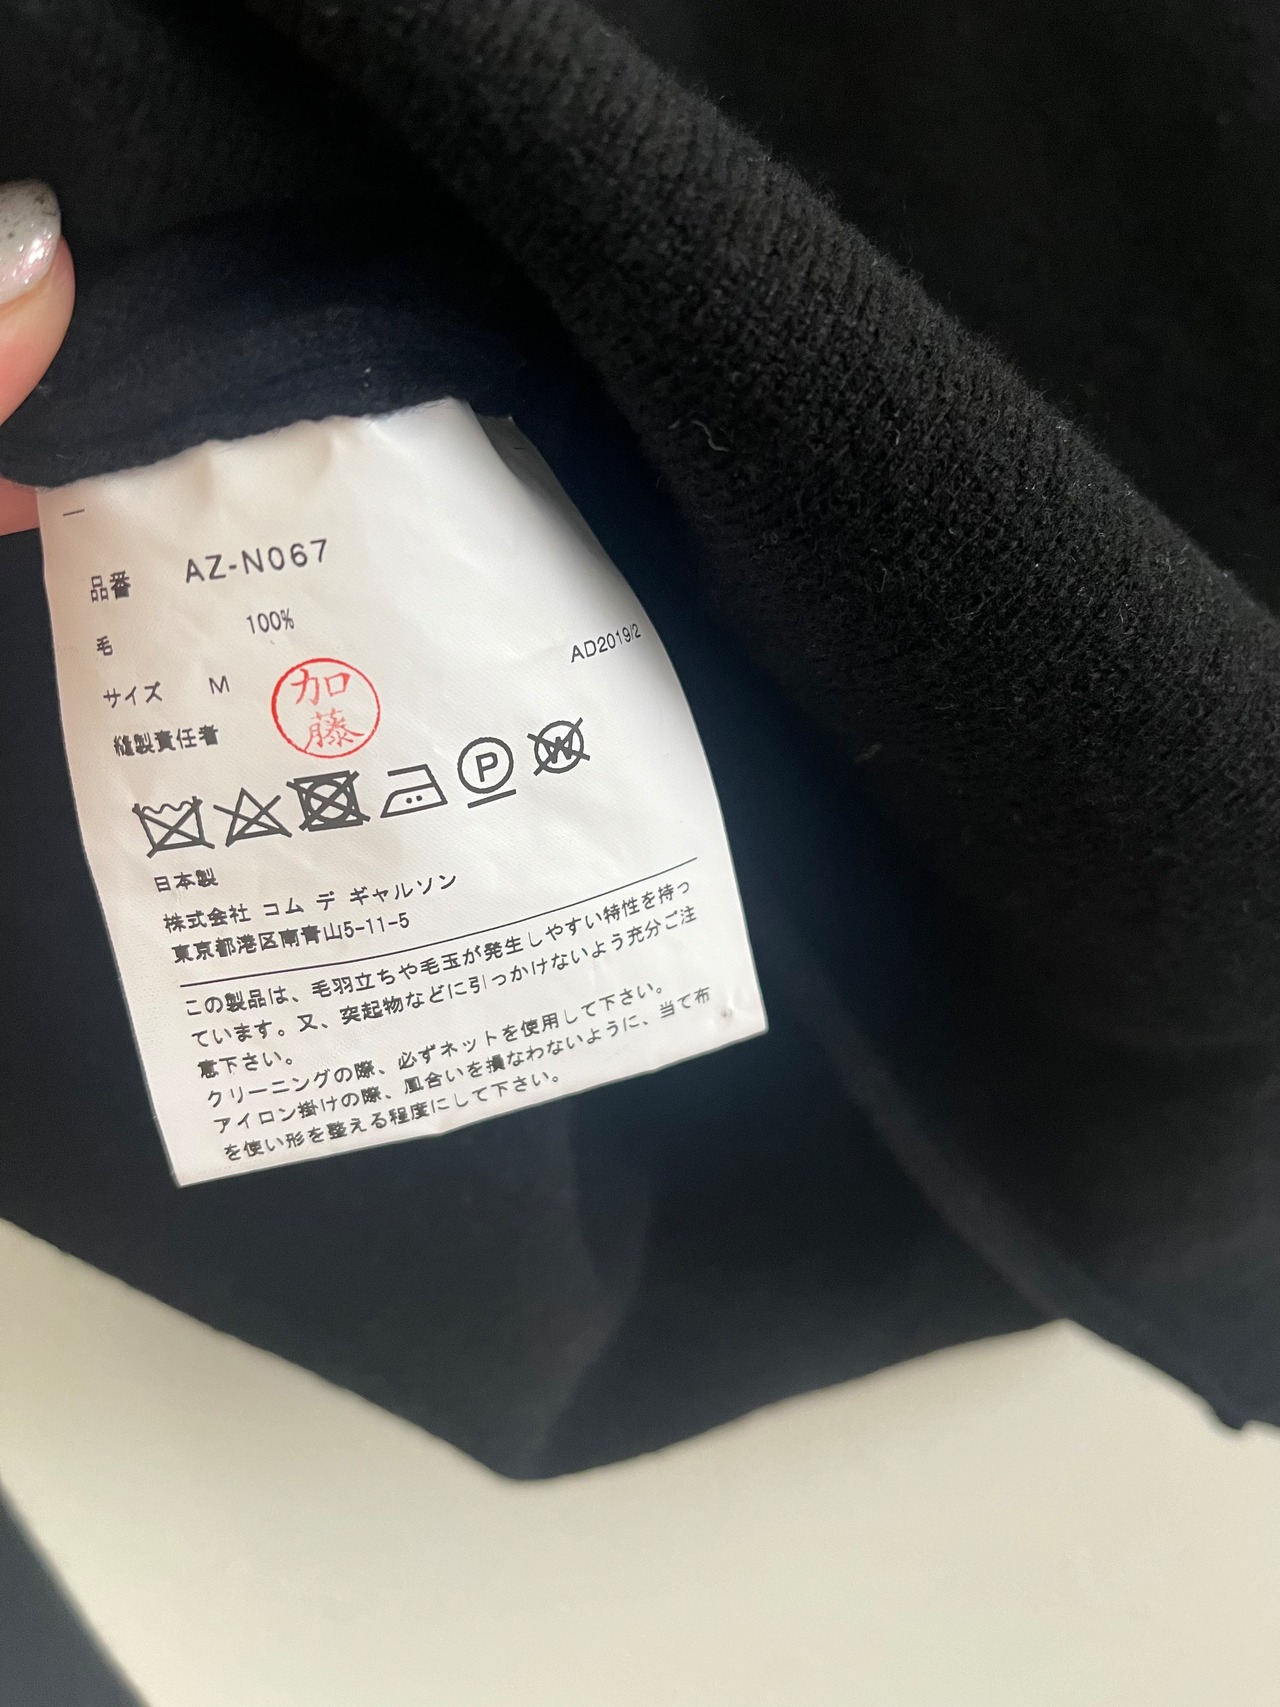 品番 AZ-N067
毛 100%
AD2019/2
サイズ M
縫製責任者 加藤
P W
日本製
株式会社 コム デ ギャルソン
東京都港区南青山5-11-5
この製品は、毛羽立ちや毛玉が発生しやすい特性を持っ
ています。又、突起物などに引っかけないよう充分ご注
意下さい。
クリーニングの際、必ずネットを使用して下さい。
アイロン掛けの際、風合いを損なわないように、当て布
を使い形を整える程度にして下さい。